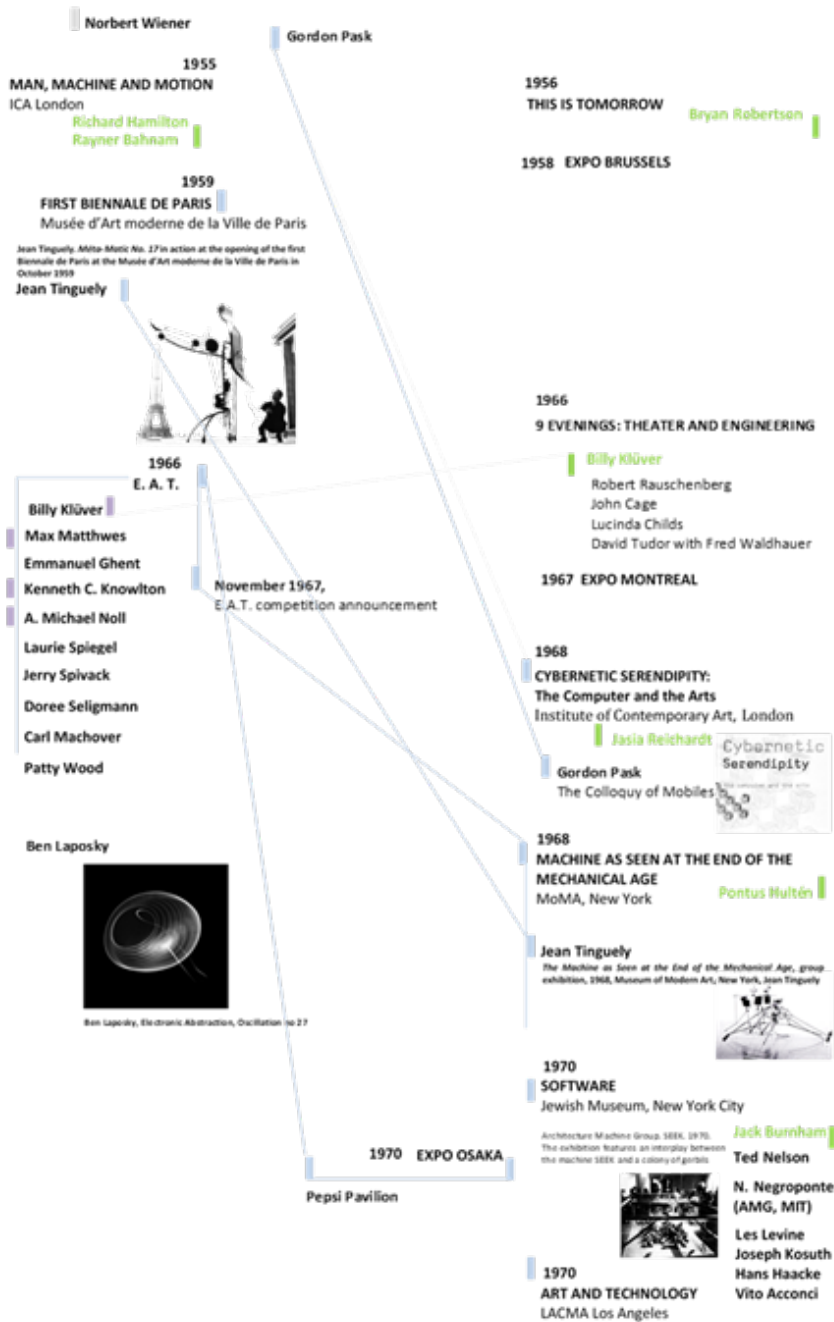 Norbert Wiener
Gordon Pask
1955
MAN, MACHINE AND MOTION
ICA London
Richard Hamilton
Rayner Bahnam
1956
THIS IS TOMORROW
Bryan Robertson
1958 EXPO BRUSSELS
1959
FIRST BIENNALE DE PARIS
Musée d'Art moderne de la Ville de Paris
Jean Tinguely. Méta-Matic No. 17 in action at the opening of the first
Biennale de Paris at the Musée d'Art moderne de la Ville de Paris in
October 1959
Jean Tinguely
1966
9 EVENINGS: THEATER AND ENGINEERING
Billy Klüver
Robert Rauschenberg
John Cage
Lucinda Childs
David Tudor with Fred Waldhauer
1967 EXPO MONTREAL
1966
E. A. T.
Billy Klüver
Max Matthwes
Emmanuel Ghent
Kenneth C. Knowlton
A. Michael Noll
Laurie Spiegel
Jerry Spivack
Doree Seligmann
Carl Machover
Patty Wood
November 1967,
E.A.T. competition announcement
1968
CYBERNETIC SERENDIPITY:
The Computer and the Arts
Institute of Contemporary Art, London
Jasia Reichardt
Cybernetic
Serendipity
the computer and the arts
Gordon Pask
The Colloquy of Mobiles
Ben Laposky
Ben Laposky, Electronic Abstraction, Oscillation no 27
1968
MACHINE AS SEEN AT THE END OF THE
MECHANICAL AGE
MoMA, New York
Pontus Hultén
Jean Tinguely
The Machine as Seen at the End of the Mechanical Age, group
exhibition, 1968, Museum of Modern Art, New York, Jean Tinguely
1970
SOFTWARE
Jewish Museum, New York City
Architecture Machine Group. SEEK. 1970.
The exhibition features an interplay between
the machine SEEK and a colony of gerbils
Jack Burnham
Ted Nelson
N. Negroponte
(AMG, MIT)
Les Levine
Joseph Kosuth
Hans Haacke
Vito Acconci
1970 EXPO OSAKA
Pepsi Pavilion
1970
ART AND TECHNOLOGY
LACMA Los Angeles